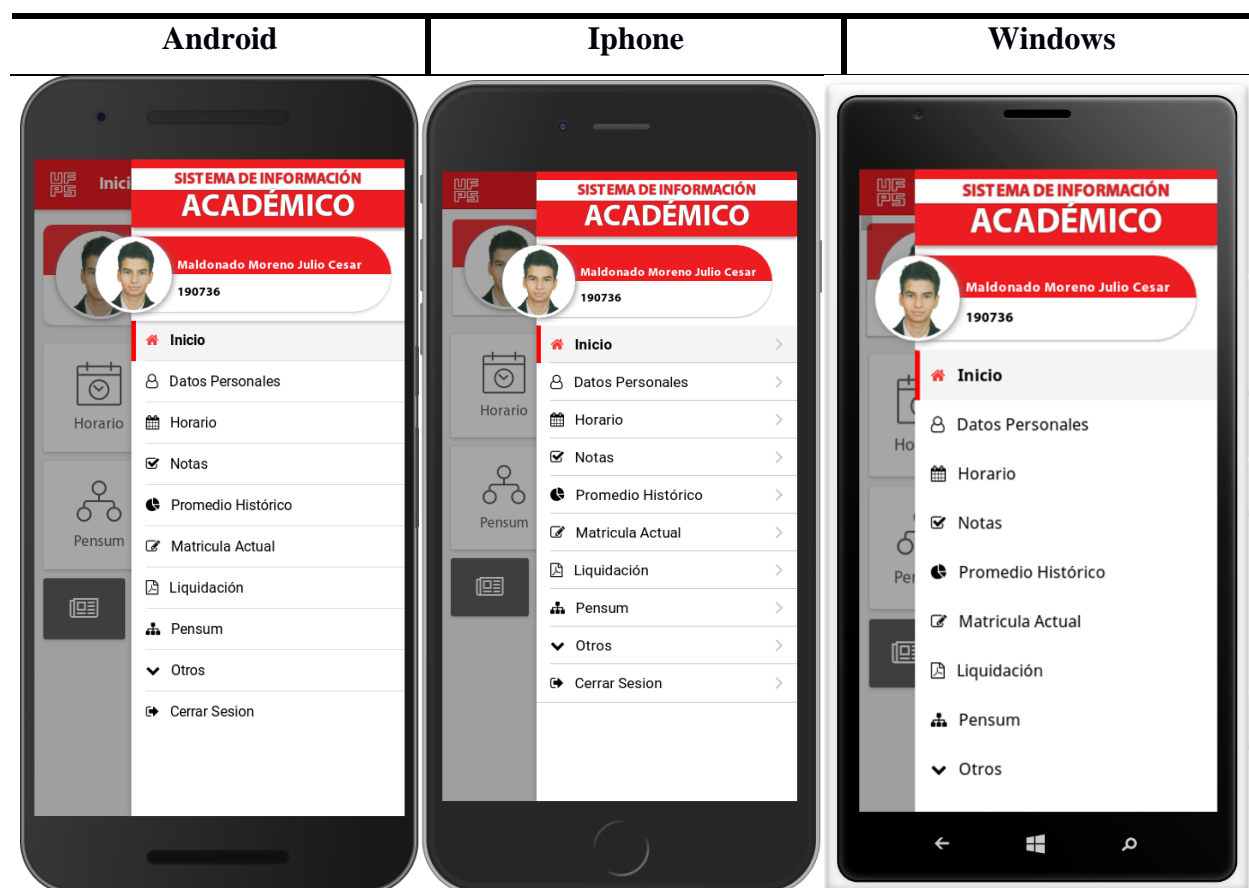 Android
Iphone
Windows
UFPS
Inici
SISTEMA DE INFORMACIÓN
ACADÉMICO
Maldonado Moreno Julio Cesar
190736
Inicio
Datos Personales
Horario
Notas
Promedio Histórico
Matricula Actual
Liquidación
Pensum
Otros
Cerrar Sesion
Horario
Pensum
UFPS
SISTEMA DE INFORMACIÓN
ACADÉMICO
Maldonado Moreno Julio Cesar
190736
Inicio
Datos Personales
Horario
Notas
Promedio Histórico
Matricula Actual
Liquidación
Pensum
Otros
Cerrar Sesion
Horario
Pensum
UFPS
SISTEMA DE INFORMACIÓN
ACADÉMICO
Maldonado Moreno Julio Cesar
190736
Inicio
Datos Personales
Horario
Notas
Promedio Histórico
Matricula Actual
Liquidación
Pensum
Otros
Ho
Per